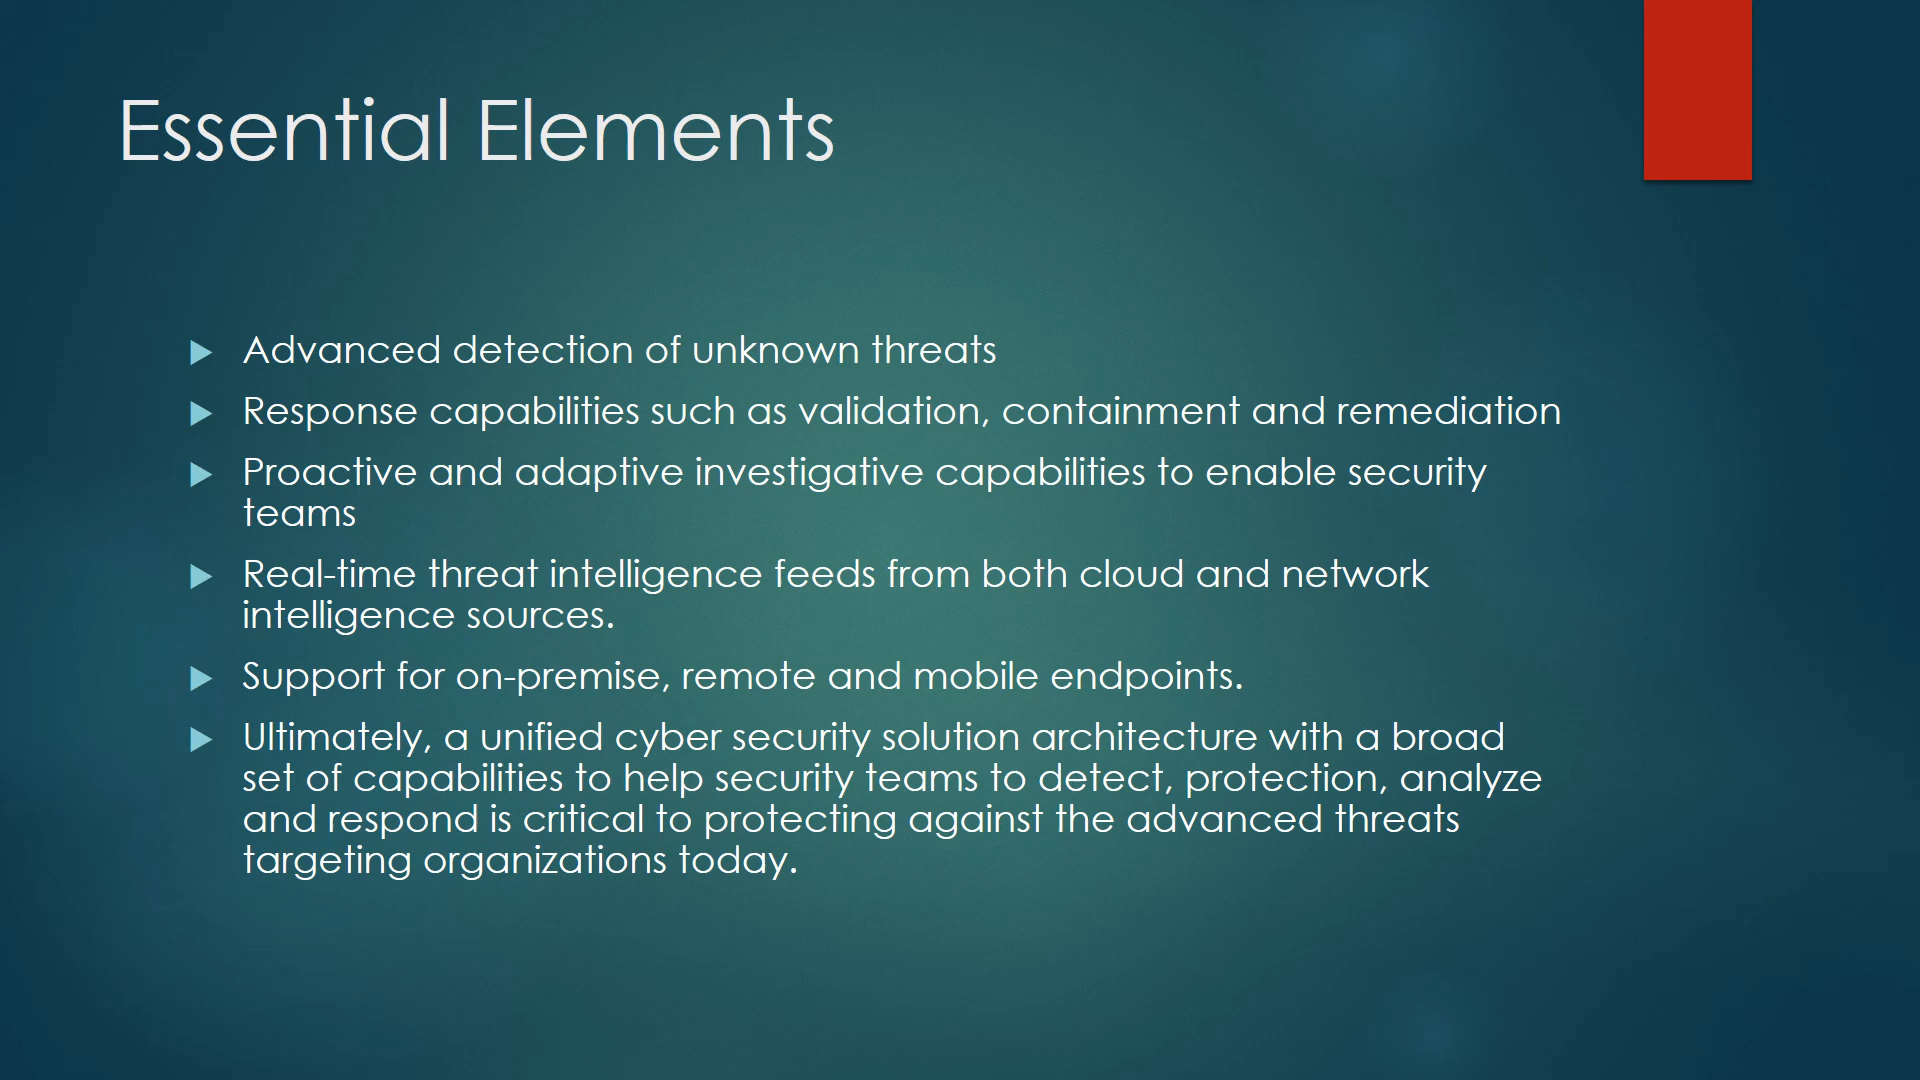 Essential Elements
Advanced detection of unknown threats
Response capabilities such as validation, containment and remediation
Proactive and adaptive investigative capabilities to enable security
teams
Real-time threat intelligence feeds from both cloud and network
intelligence sources.
Support for on-premise, remote and mobile endpoints.
Ultimately, a unified cyber security solution architecture with a broad
set of capabilities to help security teams to detect, protection, analyze
and respond is critical to protecting against the advanced threats
targeting organizations today.